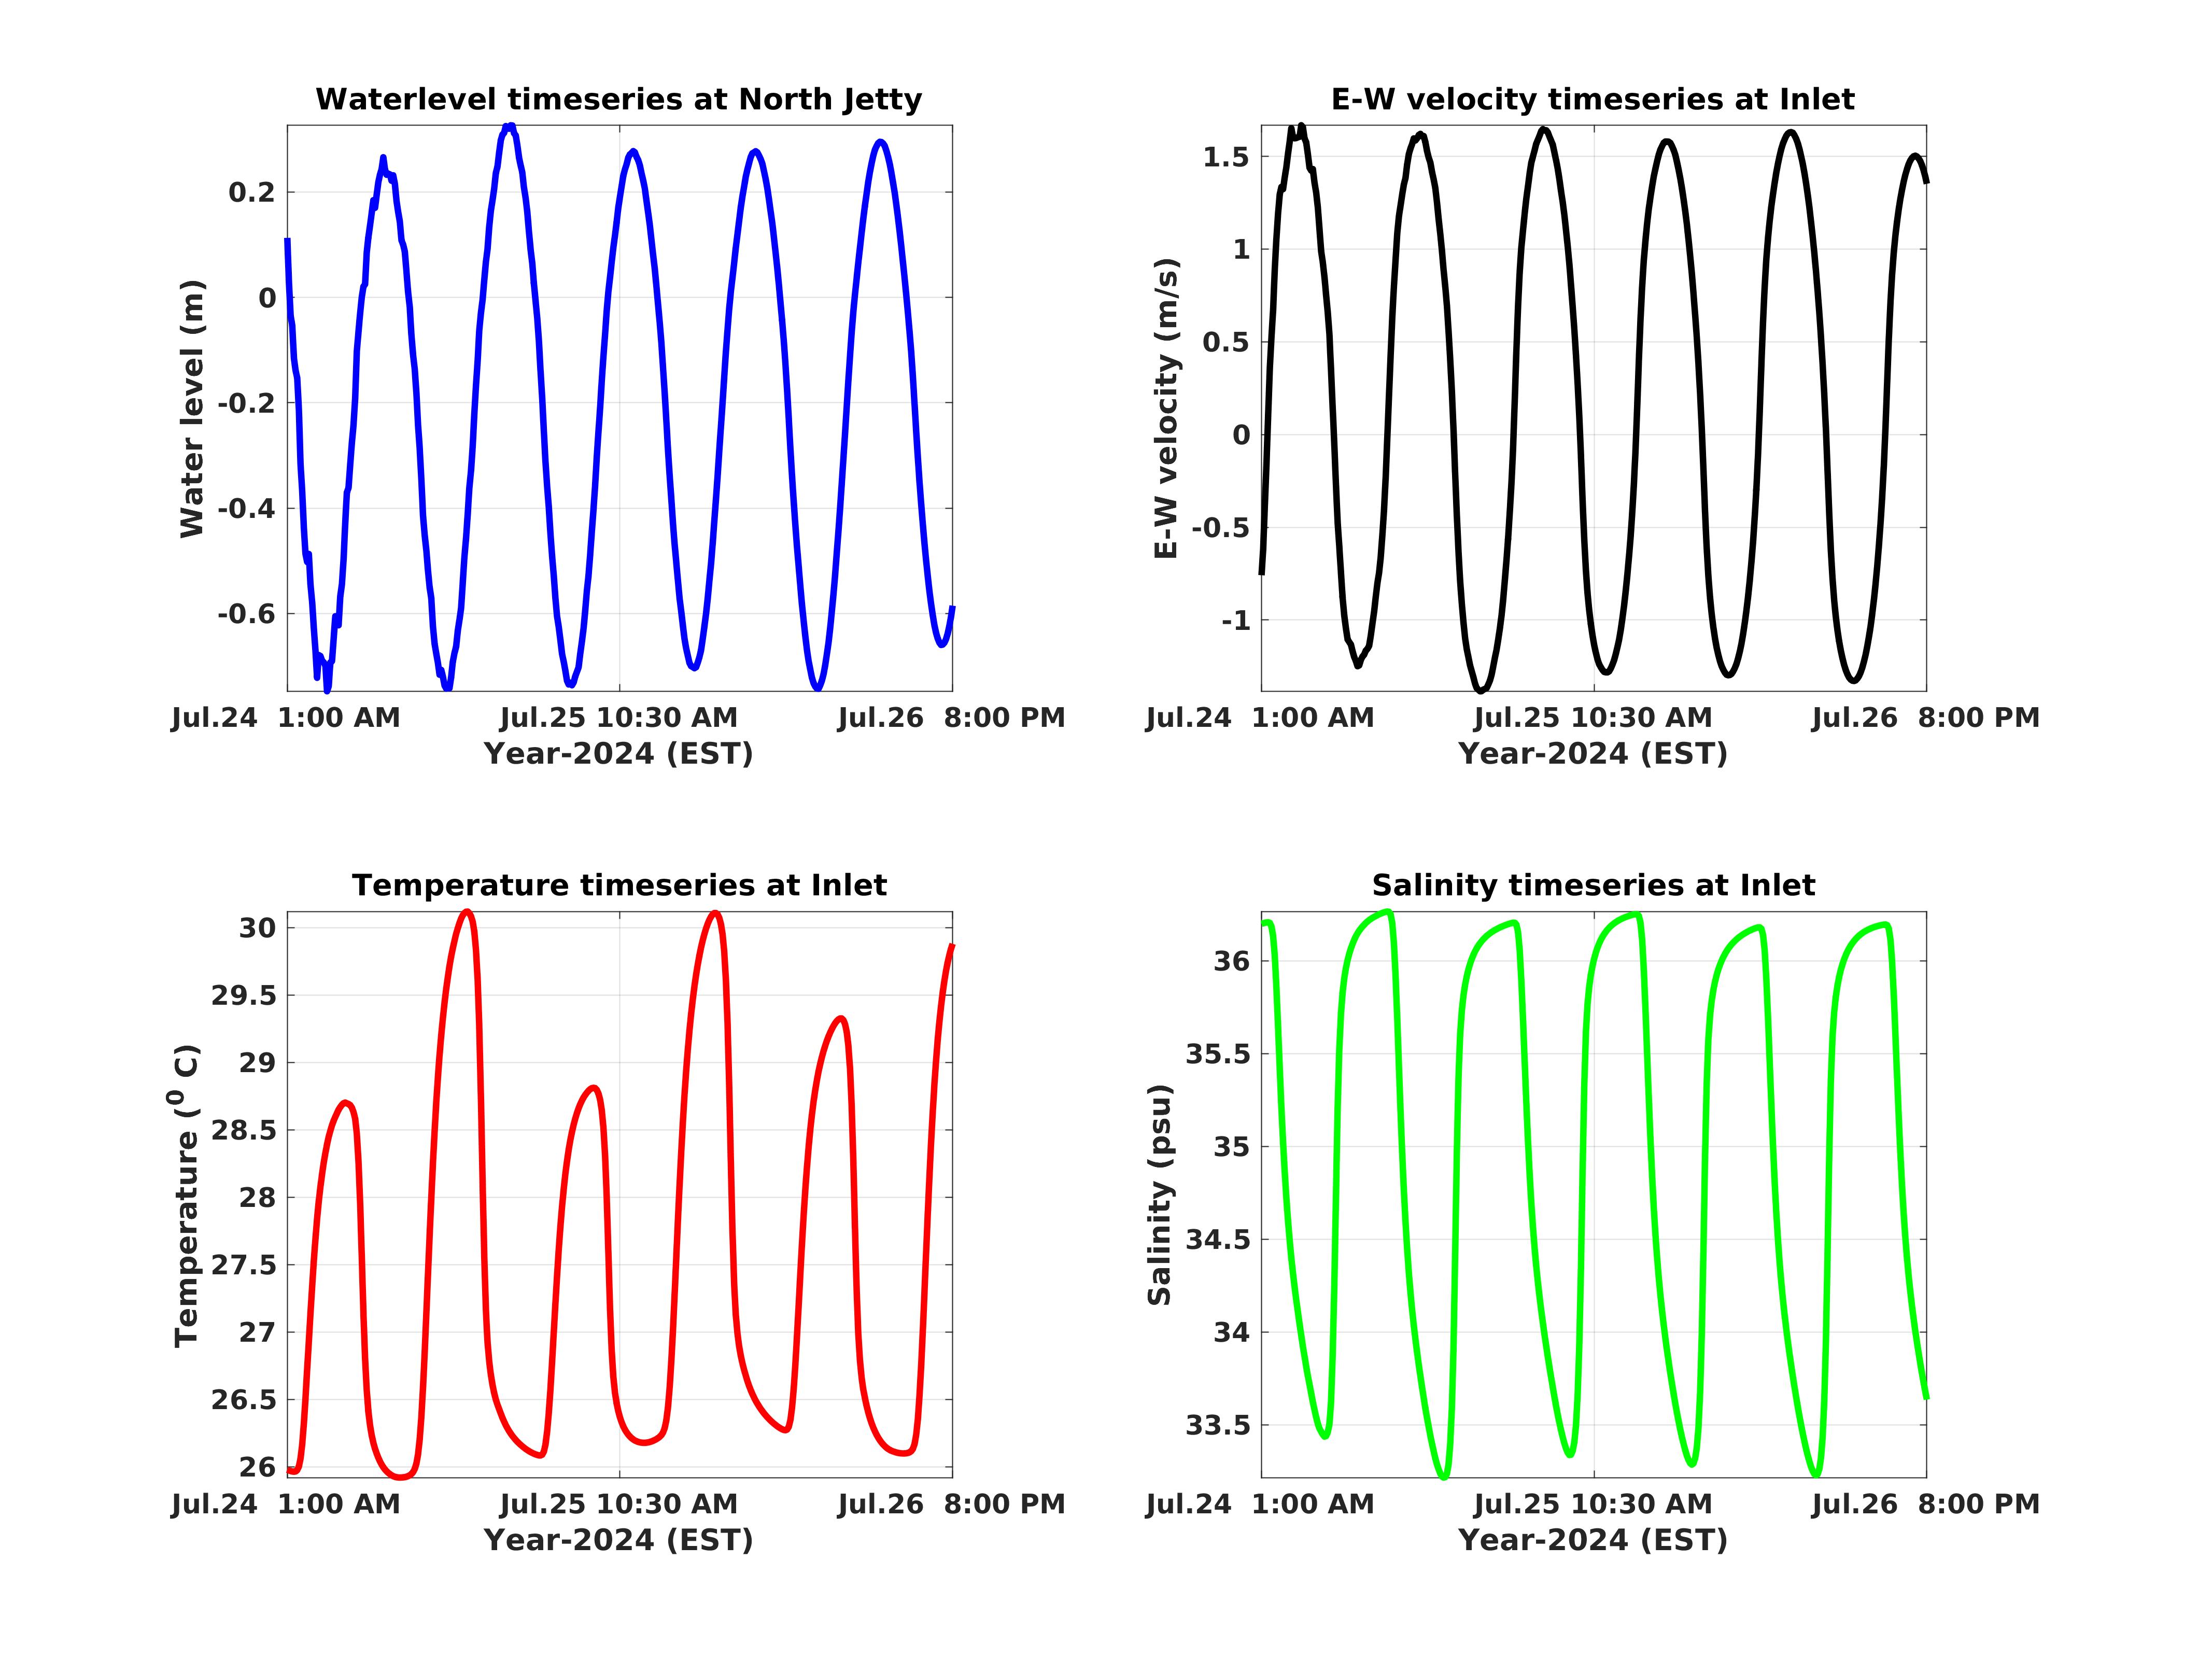 Waterlevel timeseries at North Jetty
0.2
0
-0.2
-0.4
-0.6
Water level (m)
Jul.24 1:00 AM Jul.25 10:30 AM Jul.26 8:00 PM
Year-2024 (EST)
E-W velocity timeseries at Inlet
1.5
1
0.5
0
-0.5
-1
E-W velocity (m/s)
Jul.24 1:00 AM Jul.25 10:30 AM Jul.26 8:00 PM
Year-2024 (EST)
Temperature timeseries at Inlet
30
29.5
29
28.5
28
27.5
27
26.5
26
Temperature (⁰ C)
Jul.24 1:00 AM Jul.25 10:30 AM Jul.26 8:00 PM
Year-2024 (EST)
Salinity timeseries at Inlet
36
35.5
35
34.5
34
33.5
Salinity (psu)
Jul.24 1:00 AM Jul.25 10:30 AM Jul.26 8:00 PM
Year-2024 (EST)